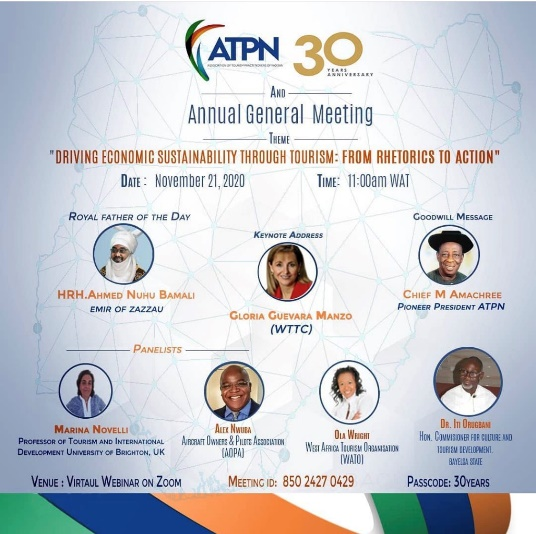 ATPN 30
ASSOCIATION OF TOURISM PRACTITIONERS OF NIGERIA
YEARS
ANNIVERSARY
AND
Annual General Meeting
THEME
"DRIVING ECONOMIC SUSTAINABILITY THROUGH TOURISM: FROM RHETORICS TO ACTION"
DATE : November 21, 2020 TIME: 11:00am WAT
ROYAL FATHER OF THE DAY
HRH.AHMED NUHU BAMALI
EMIR OF ZAZZAU
KEYNOTE ADDRESS
GLORIA GUEVARA MANZO
(WTTC)
GOODWILL MESSAGE
CHIEF M AMACHREE
PIONEER PRESIDENT ATPN
PANELISTS
MARINA NOVELLI
PROFESSOR OF TOURISM AND INTERNATIONAL
DEVELOPMENT UNIVERSITY OF BRIGHTON, UK
ALEX NWUBA
AIRCRAFT OWNERS & PILOTS ASSOCIATION
(AOPA)
OLA WRIGHT
WEST AFRICA TOURISM ORGANISATION
(WATO)
DR. ITI ORUGBANI
HON. COMMISSIONER FOR CULTURE AND
TOURISM DEVELOPMENT,
BAYELSA STATE
VENUE : VIRTAUL WEBINAR ON ZOOM MEETING ID: 850 2427 0429 PASSCODE: 30YEARS